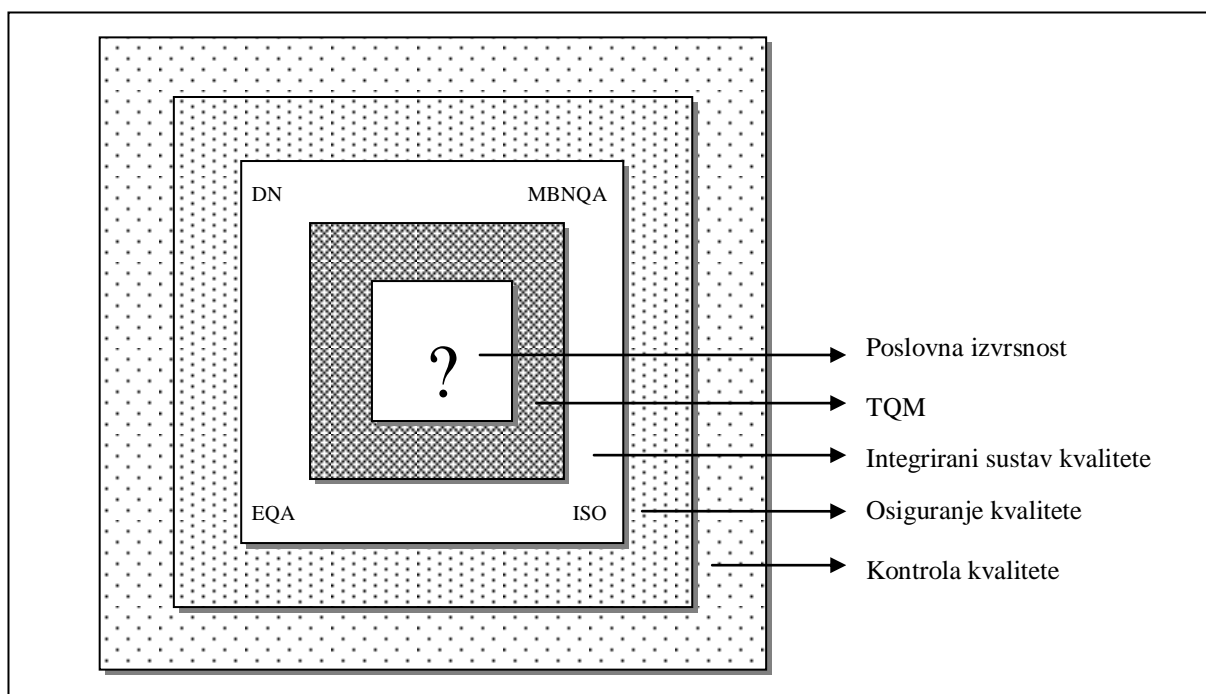 DN MBNQA
?
EQA ISO
Poslovna izvrsnost
TQM
Integrirani sustav kvalitete
Osiguranje kvalitete
Kontrola kvalitete